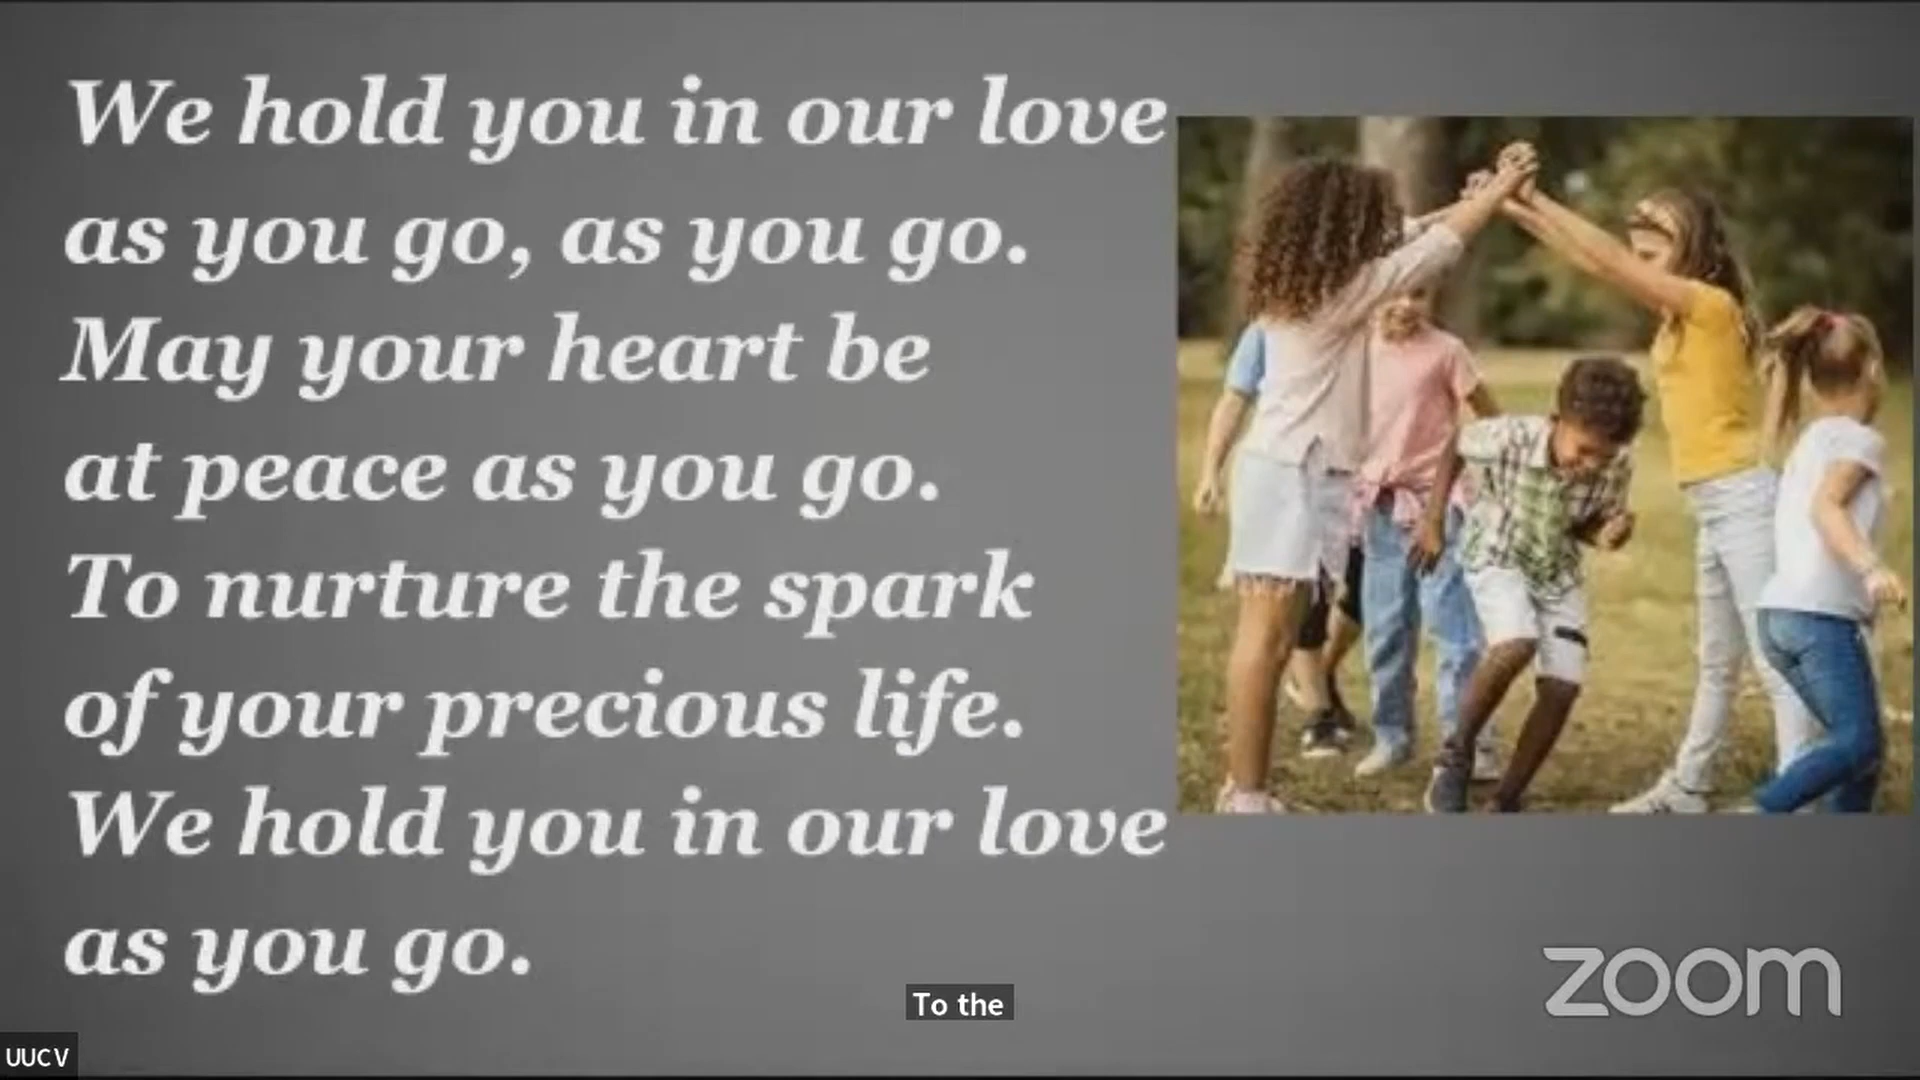 We hold you in our love
as you go, as you go.
May your heart be
at peace as you go.
To nurture the spark
of your precious life.
We hold you in our love
as you go.
To the
zoom
UUCV